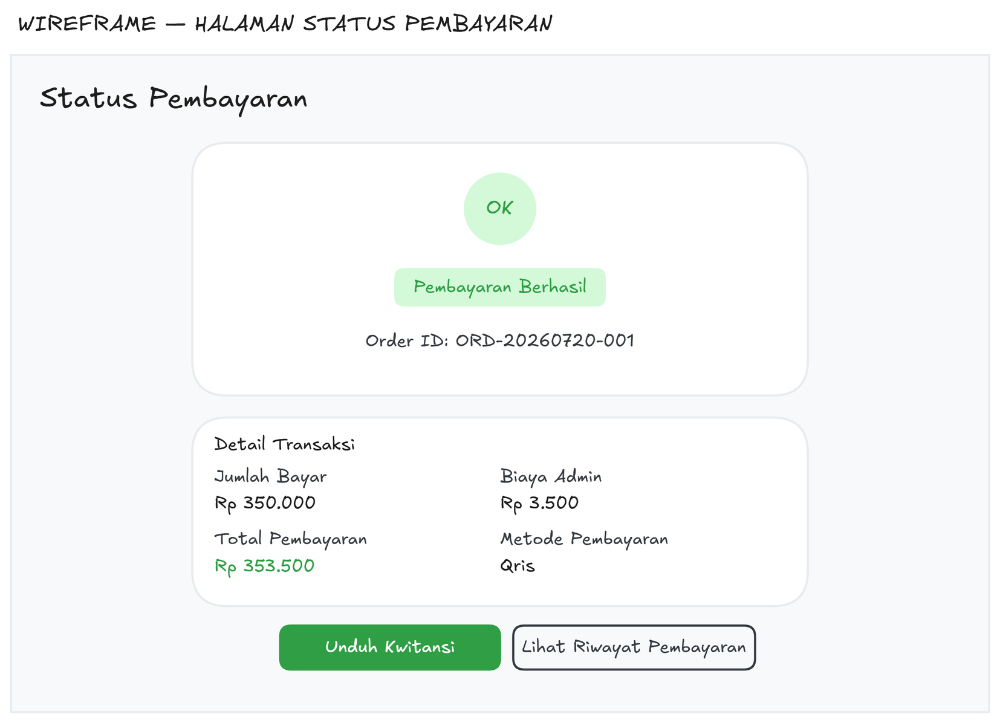 WIREFRAME — HALAMAN STATUS PEMBAYARAN
Status Pembayaran
OK
Pembayaran Berhasil
Order ID: ORD-20260720-001
Detail Transaksi
Jumlah Bayar
Rp 350.000
Biaya Admin
Rp 3.500
Total Pembayaran
Rp 353.500
Metode Pembayaran
Qris
Unduh Kwitansi
Lihat Riwayat Pembayaran